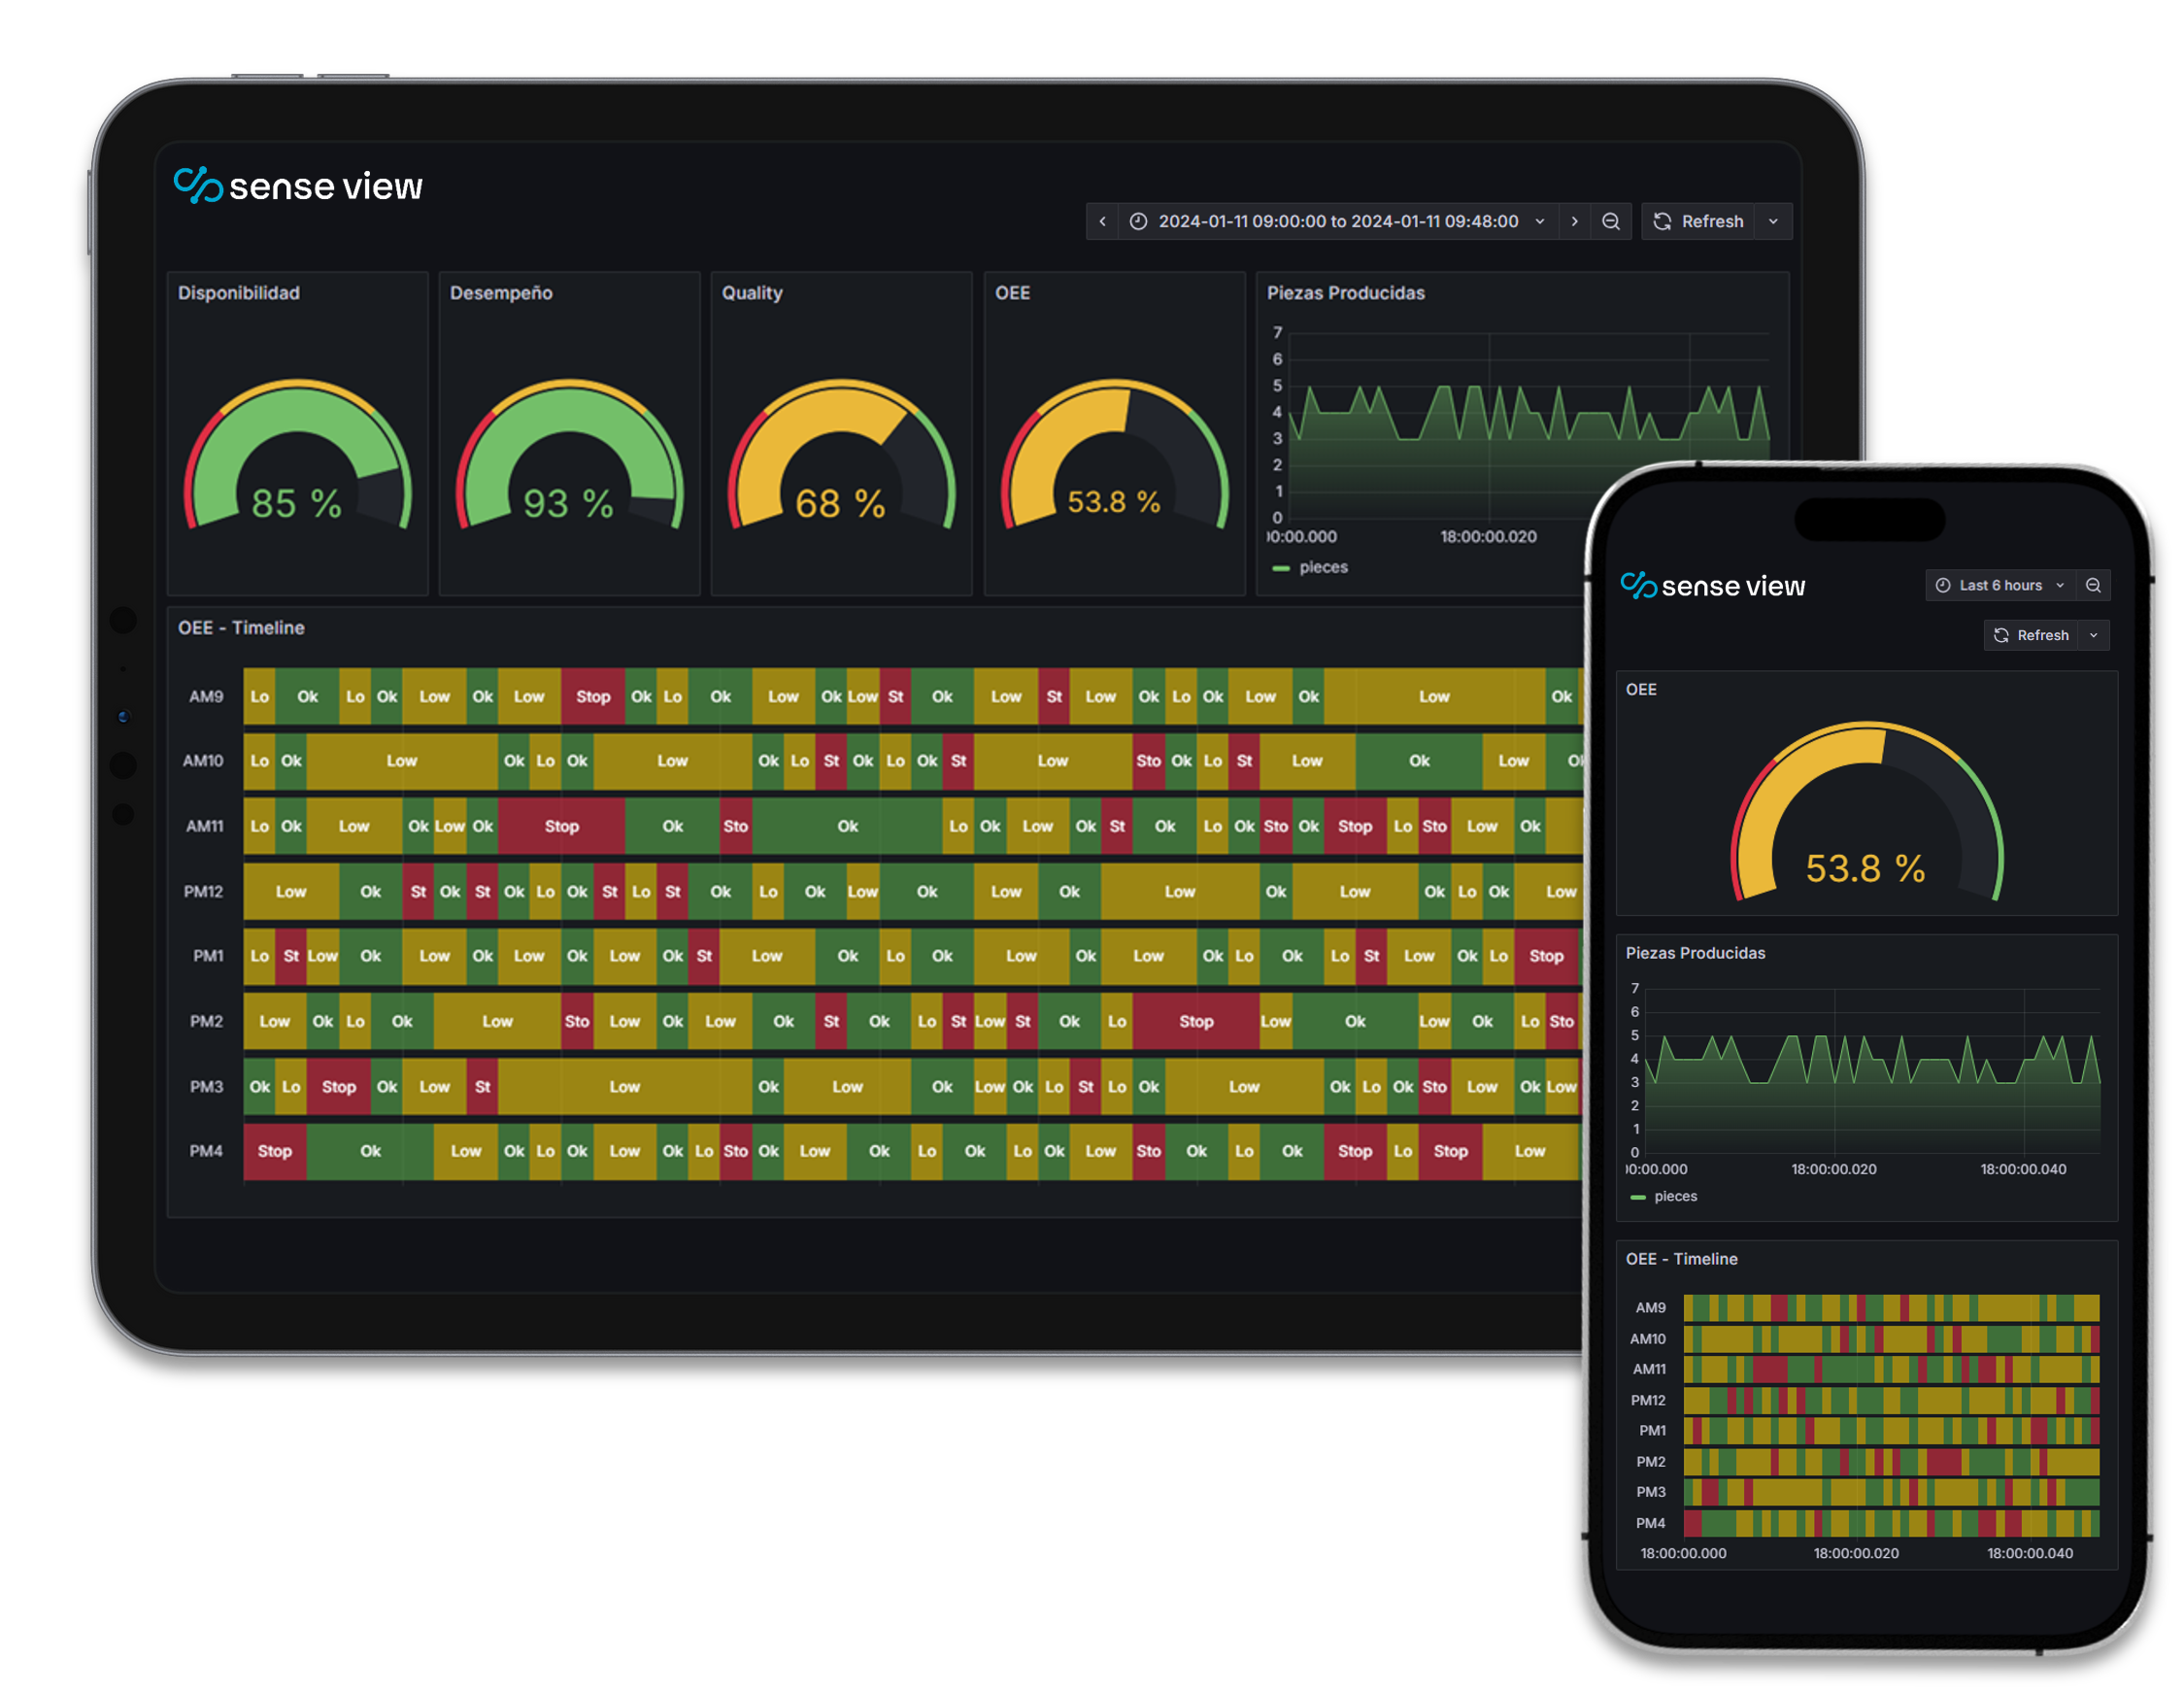 sense view
2024-01-11 09:00:00 to 2024-01-11 09:48:00 Refresh
Disponibilidad Desempeño Quality OEE Piezas Producidas
7
6
5
4
3
2
1
0
85 % 93 % 68 % 53.8 %
00:00.000 18:00:00.020
pieces
OEE - Timeline
AM9 Lo Ok Lo Ok Low Ok Low Stop Ok Lo Ok Low Ok Low St Ok Low St Low Ok Lo Ok Low Ok Low Ok
AM10 Lo Ok Low Ok Lo Ok Low Ok Lo St Ok Lo Ok St Low Sto Ok Lo St Low Ok Low Ok
AM11 Lo Ok Low Ok Low Ok Stop Ok Sto Ok Lo Ok Low Ok St Ok Lo Ok Sto Ok Stop Lo Sto Low Ok
PM12 Low Ok St Ok St Ok Lo Ok St Lo St Ok Lo Ok Low Ok Low Ok Low Ok Low Ok Lo Ok Low
PM1 Lo St Low Ok Low Ok Low Ok Low Ok St Low Ok Lo Ok Low Ok Low Ok Lo Ok Lo St Low Ok Lo Stop
PM2 Low Ok Lo Ok Low Sto Low Ok Low Ok St Ok Lo St Low St Ok Lo Stop Low Ok Low Ok Lo Sto
PM3 Ok Lo Stop Ok Low St Low Ok Low Ok Low Ok Lo St Lo Ok Low Ok Lo Ok Sto Low Ok Low
PM4 Stop Ok Low Ok Lo Ok Low Ok Lo Sto Ok Low Ok Lo Ok Lo Ok Low Sto Ok Lo Ok Stop Lo Stop Low
sense view Last 6 hours
Refresh
OEE
53.8 %
Piezas Producidas
7
6
5
4
3
2
1
0
00:00.000 18:00:00.020 18:00:00.040
pieces
OEE - Timeline
AM9
AM10
AM11
PM12
PM1
PM2
PM3
PM4
18:00:00.000 18:00:00.020 18:00:00.040